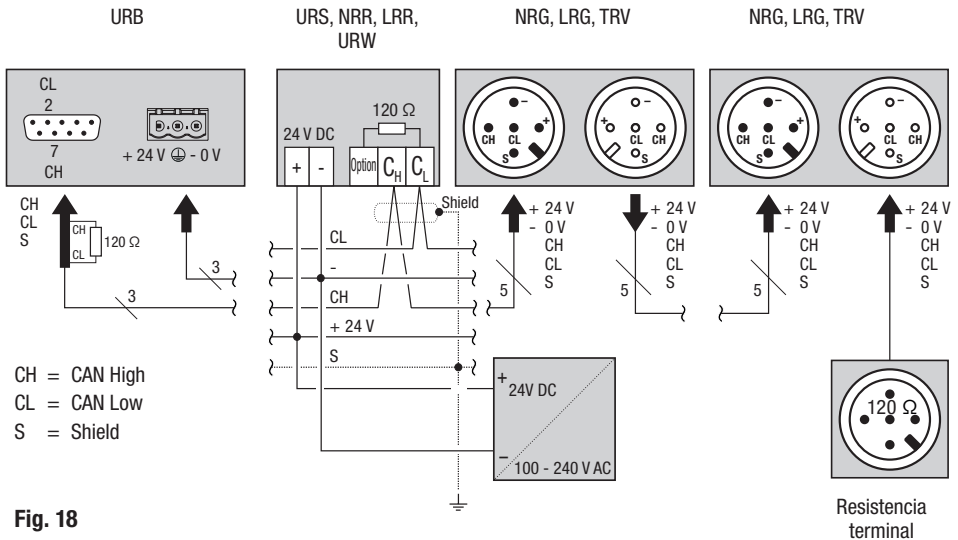 URB
URS, NRR, LRR,
URW
NRG, LRG, TRV
NRG, LRG, TRV
CL
2
7
CH
+ 24 V ⏚ - 0 V
24 V DC
+ -
120 Ω
Option CH CL
- + CH CL S
- + CL CH S
- + CH CL S
- + CL CH S
CH
CL
S
CH
CL
120 Ω
3
3
Shield
CL
-
CH
+ 24 V
S
+ 24 V
- 0 V
CH
CL
S
5
+ 24 V
- 0 V
CH
CL
S
5
+ 24 V
- 0 V
CH
CL
S
5
+ 24 V
- 0 V
CH
CL
S
CH = CAN High
CL = CAN Low
S = Shield
+
24V DC
-
100 - 240 V AC
120 Ω
Resistencia
terminal
Fig. 18